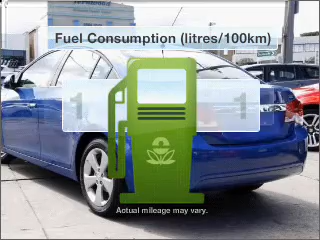 Fuel Consumption (litres/100km)
1 1
Actual mileage may vary.